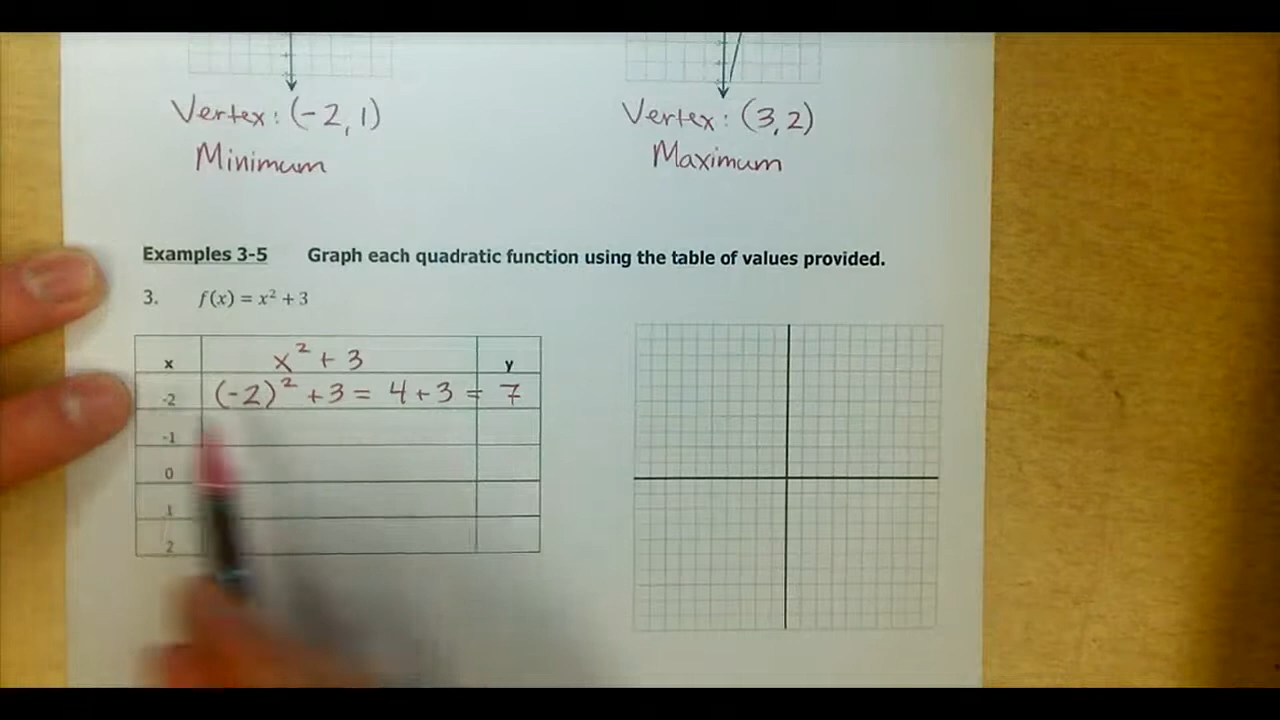 Vertex: (-2, 1)
Minimum
Vertex: (3, 2)
Maximum
Examples 3-5 Graph each quadratic function using the table of values provided.
3. f(x) = x² + 3
x x² + 3 y
-2 (-2)² + 3 = 4 + 3 = 7
-1
0
1
2